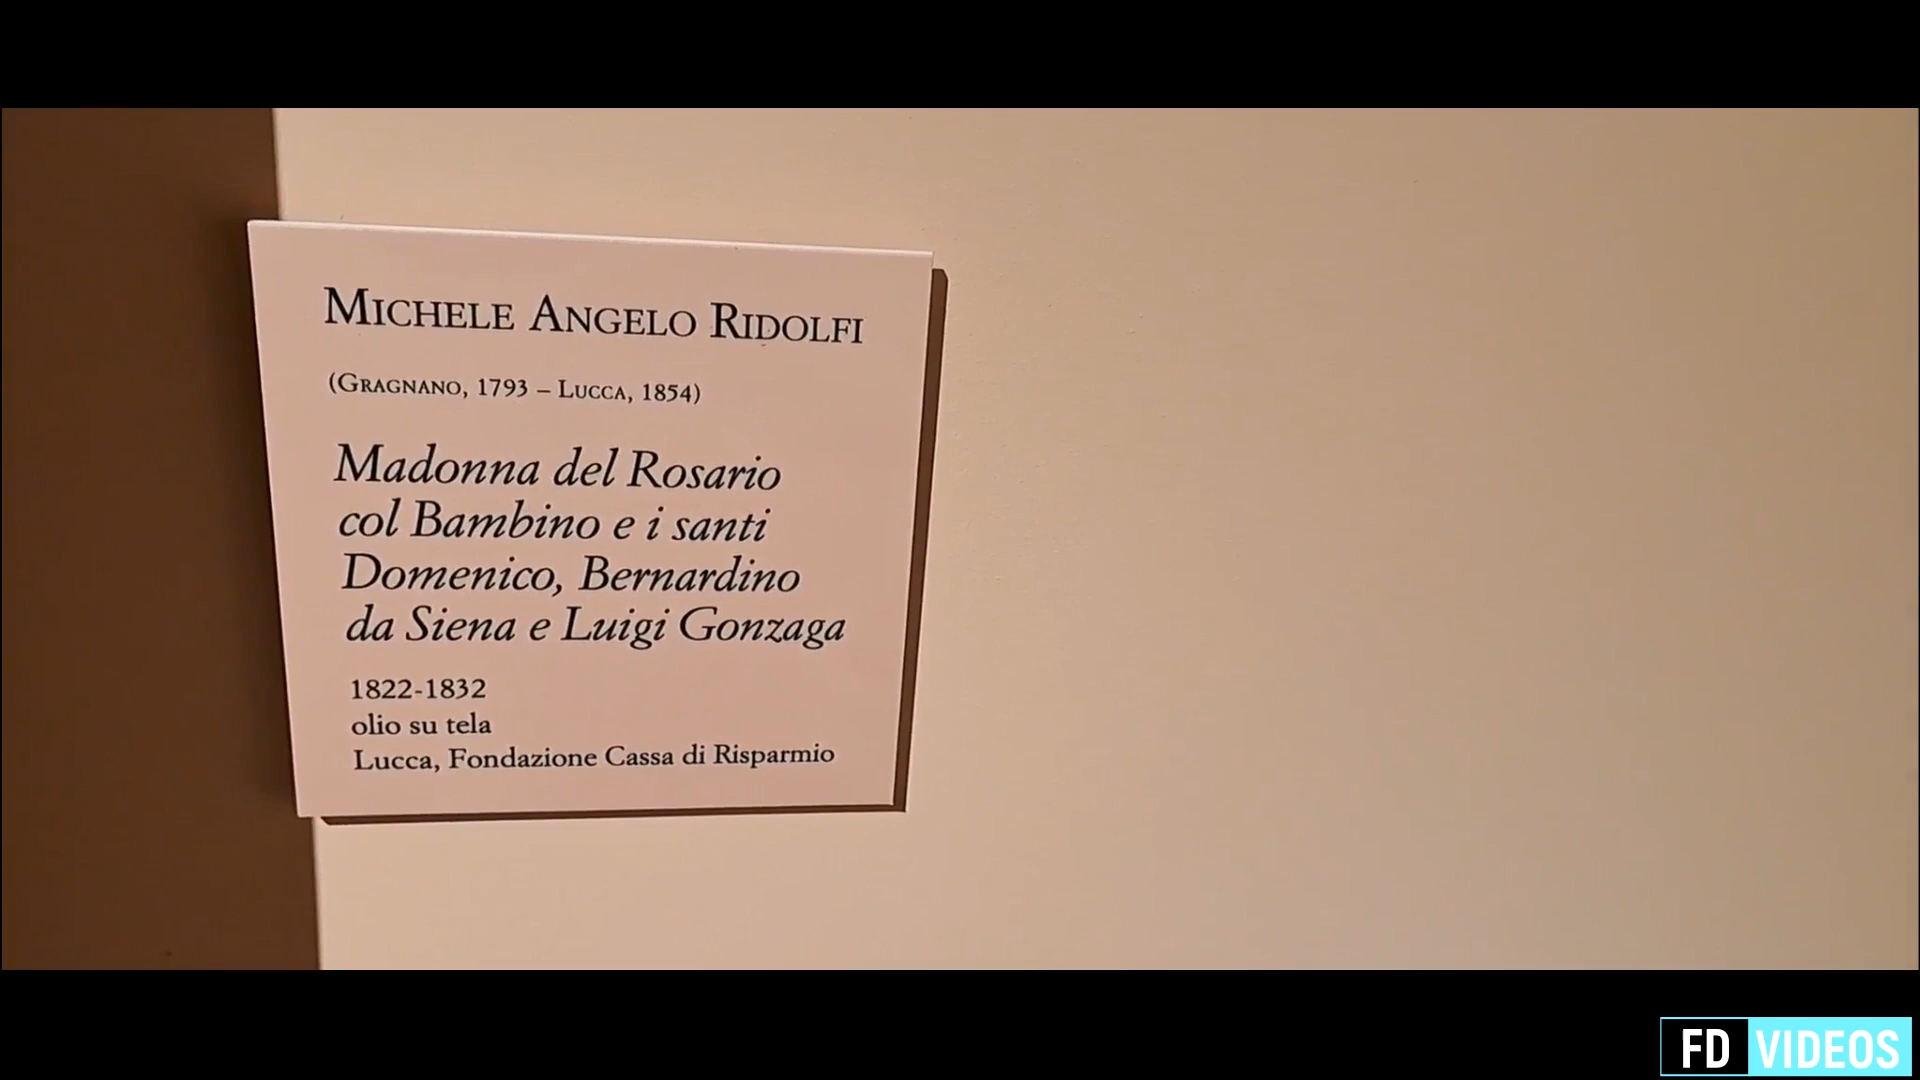 MICHELE ANGELO RIDOLFI
(GRAGNANO, 1793 – LUCCA, 1854)
Madonna del Rosario
col Bambino e i santi
Domenico, Bernardino
da Siena e Luigi Gonzaga
1822-1832
olio su tela
Lucca, Fondazione Cassa di Risparmio
FD VIDEOS